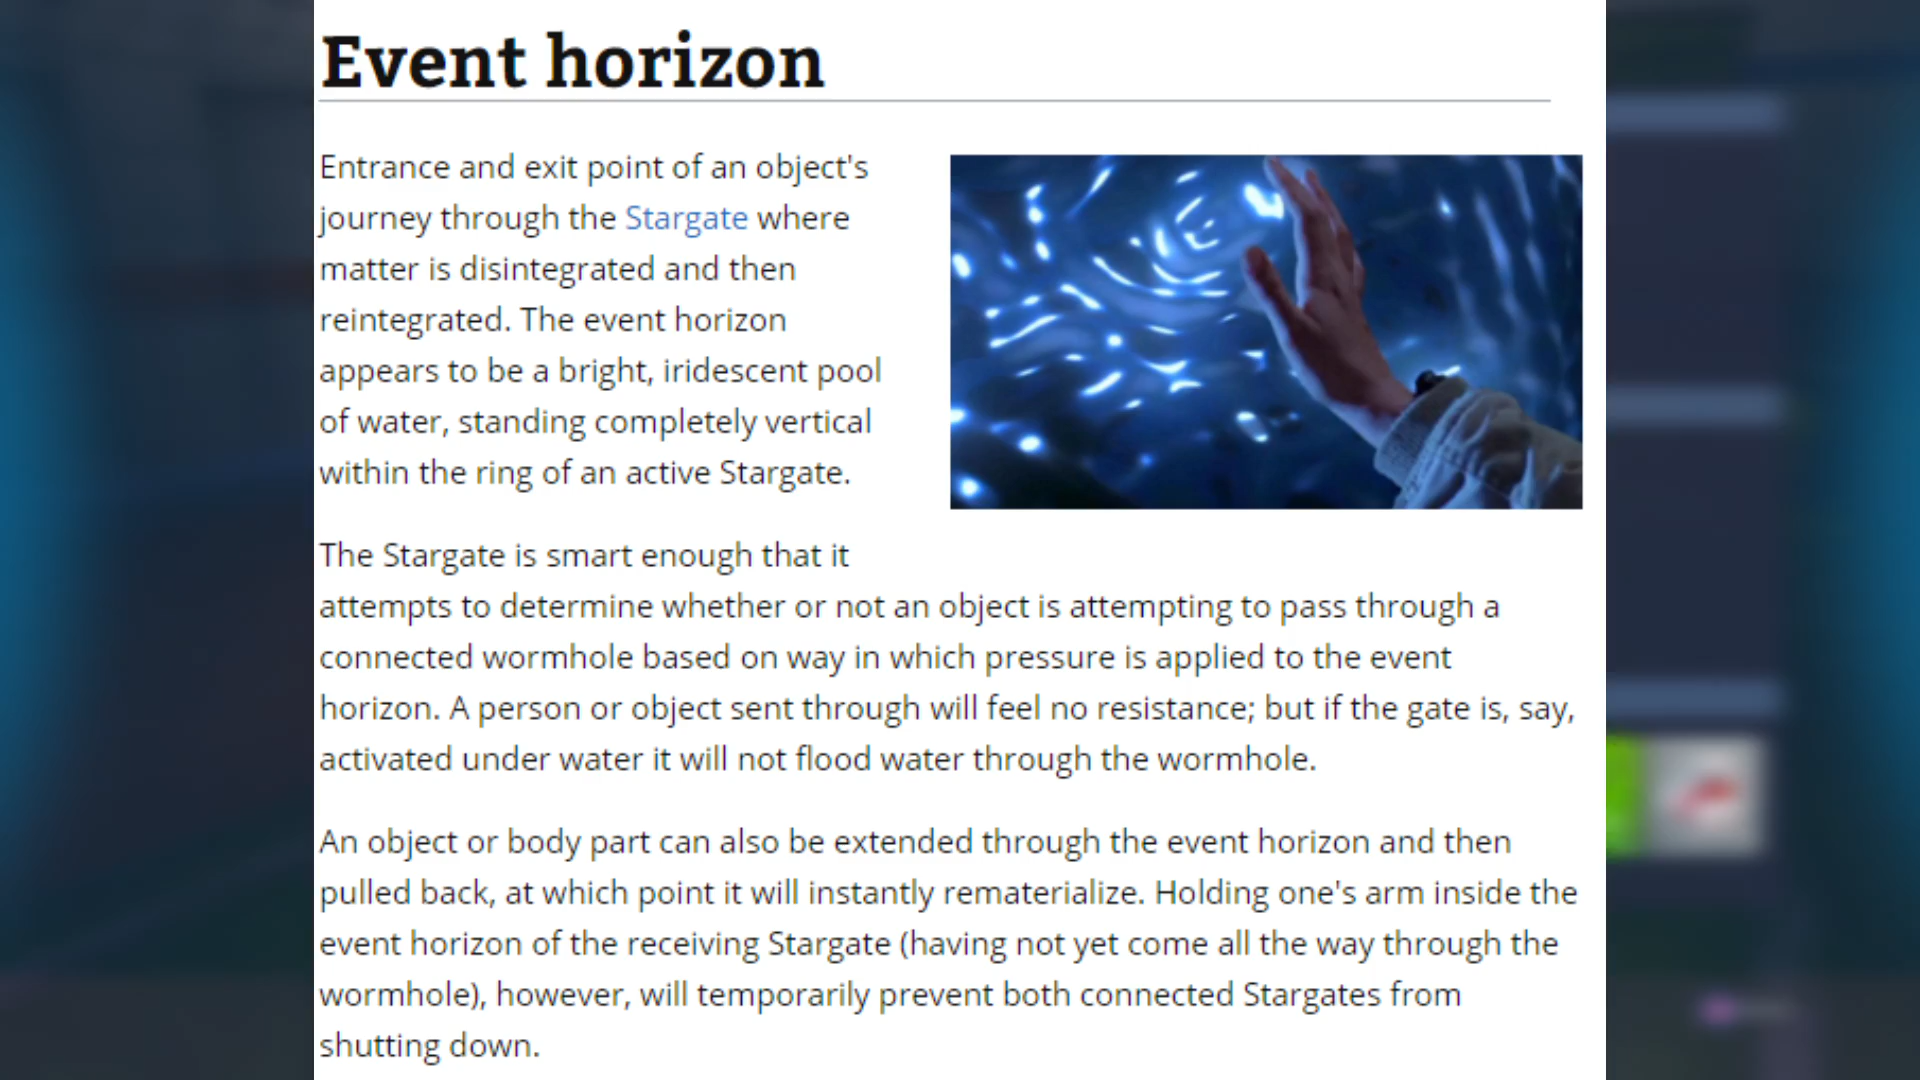 Event horizon
Entrance and exit point of an object's
journey through the Stargate where
matter is disintegrated and then
reintegrated. The event horizon
appears to be a bright, iridescent pool
of water, standing completely vertical
within the ring of an active Stargate.
The Stargate is smart enough that it
attempts to determine whether or not an object is attempting to pass through a
connected wormhole based on way in which pressure is applied to the event
horizon. A person or object sent through will feel no resistance; but if the gate is, say,
activated under water it will not flood water through the wormhole.
An object or body part can also be extended through the event horizon and then
pulled back, at which point it will instantly rematerialize. Holding one's arm inside the
event horizon of the receiving Stargate (having not yet come all the way through the
wormhole), however, will temporarily prevent both connected Stargates from
shutting down.